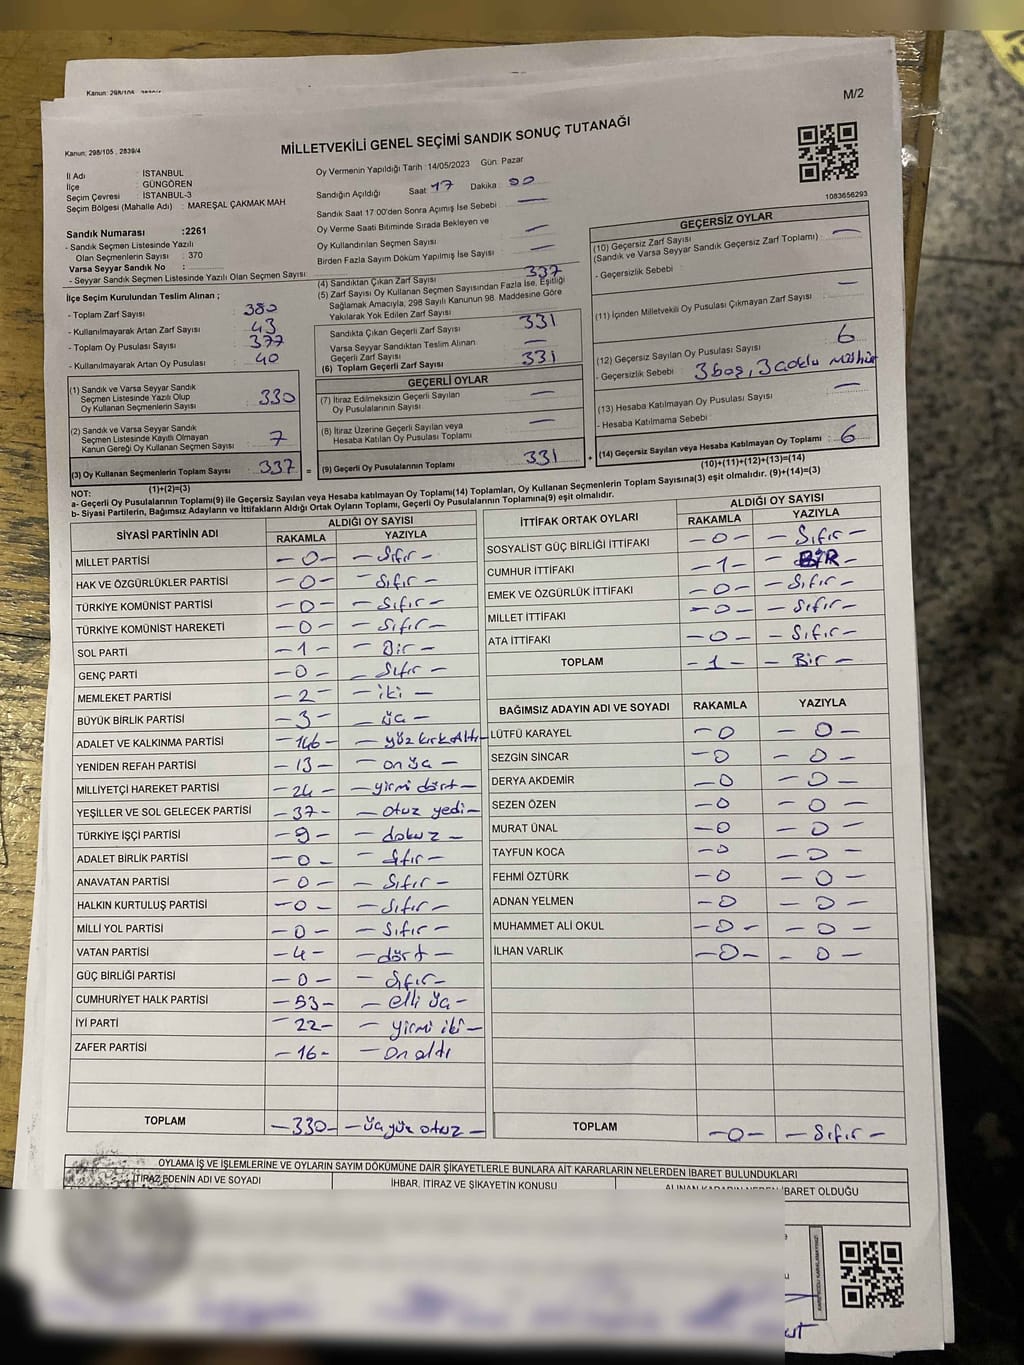 Kanun: 298/105 . 2839/4
M/2
Kanun: 298/105 . 2839/4
MİLLETVEKİLİ GENEL SEÇİMİ SANDIK SONUÇ TUTANAĞI
1083656293
İl Adı : İSTANBUL
İlçe : GÜNGÖREN
Seçim Çevresi : İSTANBUL-3
Seçim Bölgesi (Mahalle Adı) : MAREŞAL ÇAKMAK MAH
Sandık Numarası :2261
- Sandık Seçmen Listesinde Yazılı
Olan Seçmenlerin Sayısı : 370
Varsa Seyyar Sandık No :
- Seyyar Sandık Seçmen Listesinde Yazılı Olan Seçmen Sayısı:
Oy Vermenin Yapıldığı Tarih : 14/05/2023 Gün: Pazar
Sandığın Açıldığı Saat 17 Dakika : 00
Sandık Saat 17:00'den Sonra Açılmış İse Sebebi : —
Oy Verme Saati Bitiminde Sırada Bekleyen ve
Oy Kullandırılan Seçmen Sayısı : —
Birden Fazla Sayım Döküm Yapılmış İse Sayısı : —
İlçe Seçim Kurulundan Teslim Alınan ;
- Toplam Zarf Sayısı : 380
- Kullanılmayarak Artan Zarf Sayısı : 43
- Toplam Oy Pusulası Sayısı : 377
- Kullanılmayarak Artan Oy Pusulası : 40
(1) Sandık ve Varsa Seyyar Sandık
Seçmen Listesinde Yazılı Olup
Oy Kullanan Seçmenlerin Sayısı : 330
(2) Sandık ve Varsa Seyyar Sandık
Seçmen Listesinde Kayıtlı Olmayan
Kanun Gereği Oy Kullanan Seçmen Sayısı : 7
(3) Oy Kullanan Seçmenlerin Toplam Sayısı : 337 =
(1)+(2)=(3)
(4) Sandıktan Çıkan Zarf Sayısı : 337
(5) Zarf Sayısı Oy Kullanan Seçmen Sayısından Fazla İse, Eşitliği
Sağlamak Amacıyla, 298 Sayılı Kanunun 98. Maddesine Göre
Yakılarak Yok Edilen Zarf Sayısı :
Sandıkta Çıkan Geçerli Zarf Sayısı : 331
Varsa Seyyar Sandıktan Teslim Alınan
Geçerli Zarf Sayısı : —
(6) Toplam Geçerli Zarf Sayısı : 331
GEÇERLİ OYLAR
(7) İtiraz Edilmeksizin Geçerli Sayılan
Oy Pusulalarının Sayısı : —
(8) İtiraz Üzerine Geçerli Sayılan veya
Hesaba Katılan Oy Pusulası Toplamı : —
(9) Geçerli Oy Pusulalarının Toplamı : 331 +
GEÇERSİZ OYLAR
(10) Geçersiz Zarf Sayısı : —
(Sandık ve Varsa Seyyar Sandık Geçersiz Zarf Toplamı)
- Geçersizlik Sebebi :
(11) İçinden Milletvekili Oy Pusulası Çıkmayan Zarf Sayısı : —
(12) Geçersiz Sayılan Oy Pusulası Sayısı : 6
- Geçersizlik Sebebi : 3 boş, 3 çoklu mühür
(13) Hesaba Katılmayan Oy Pusulası Sayısı : —
- Hesaba Katılmama Sebebi :
(14) Geçersiz Sayılan veya Hesaba Katılmayan Oy Toplamı : 6
(10)+(11)+(12)+(13)=(14)
NOT:
a- Geçerli Oy Pusulalarının Toplamı(9) ile Geçersiz Sayılan veya Hesaba katılmayan Oy Toplamı(14) Toplamları, Oy Kullanan Seçmenlerin Toplam Sayısına(3) eşit olmalıdır. (9)+(14)=(3)
b- Siyasi Partilerin, Bağımsız Adayların ve İttifakların Aldığı Ortak Oyların Toplamı, Geçerli Oy Pusulalarının Toplamına(9) eşit olmalıdır.
SİYASİ PARTİNİN ADI ALDIĞI OY SAYISI
RAKAMLA YAZIYLA
MİLLET PARTİSİ — 0 — — Sıfır —
HAK VE ÖZGÜRLÜKLER PARTİSİ — 0 — — Sıfır —
TÜRKİYE KOMÜNİST PARTİSİ — 0 — — Sıfır —
TÜRKİYE KOMÜNİST HAREKETİ — 0 — — Sıfır —
SOL PARTİ — 1 — — Bir —
GENÇ PARTİ — 0 — — Sıfır —
MEMLEKET PARTİSİ — 2 — — iki —
BÜYÜK BİRLİK PARTİSİ — 3 — — üç —
ADALET VE KALKINMA PARTİSİ — 146 — — yüz kırk Altı —
YENİDEN REFAH PARTİSİ — 13 — — on üç —
MİLLİYETÇİ HAREKET PARTİSİ — 24 — — yirmi dört —
YEŞİLLER VE SOL GELECEK PARTİSİ — 37 — — otuz yedi —
TÜRKİYE İŞÇİ PARTİSİ — 9 — — dokuz —
ADALET BİRLİK PARTİSİ — 0 — — Sıfır —
ANAVATAN PARTİSİ — 0 — — Sıfır —
HALKIN KURTULUŞ PARTİSİ — 0 — — Sıfır —
MİLLİ YOL PARTİSİ — 0 — — Sıfır —
VATAN PARTİSİ — 4 — — dört —
GÜÇ BİRLİĞİ PARTİSİ — 0 — — Sıfır —
CUMHURİYET HALK PARTİSİ — 53 — — elli üç —
İYİ PARTİ — 22 — — yirmi iki —
ZAFER PARTİSİ — 16 — — on altı
TOPLAM — 330 — — üç yüz otuz —
İTTİFAK ORTAK OYLARI ALDIĞI OY SAYISI
RAKAMLA YAZIYLA
SOSYALİST GÜÇ BİRLİĞİ İTTİFAKI — 0 — — Sıfır —
CUMHUR İTTİFAKI — 1 — — BİR —
EMEK VE ÖZGÜRLÜK İTTİFAKI — 0 — — Sıfır —
MİLLET İTTİFAKI — 0 — — Sıfır —
ATA İTTİFAKI — 0 — — Sıfır —
TOPLAM — 1 — — Bir —
BAĞIMSIZ ADAYIN ADI VE SOYADI RAKAMLA YAZIYLA
LÜTFÜ KARAYEL — 0 — 0 —
SEZGİN SİNCAR — 0 — 0 —
DERYA AKDEMİR — 0 — 0 —
SEZEN ÖZEN — 0 — 0 —
MURAT ÜNAL — 0 — 0 —
TAYFUN KOCA — 0 — 0 —
FEHMİ ÖZTÜRK — 0 — 0 —
ADNAN YELMEN — 0 — 0 —
MUHAMMET ALİ OKUL — 0 — — 0 —
İLHAN VARLIK — 0 — — 0 —
TOPLAM — 0 — — Sıfır —
OYLAMA İŞ VE İŞLEMLERİNE VE OYLARIN SAYIM DÖKÜMÜNE DAİR ŞİKAYETLERLE BUNLARA AİT KARARLARIN NELERDEN İBARET BULUNDUKLARI
İTİRAZ EDENİN ADI VE SOYADI İHBAR, İTİRAZ VE ŞİKAYETİN KONUSU ALINAN KARARIN NEDEN İBARET OLDUĞU